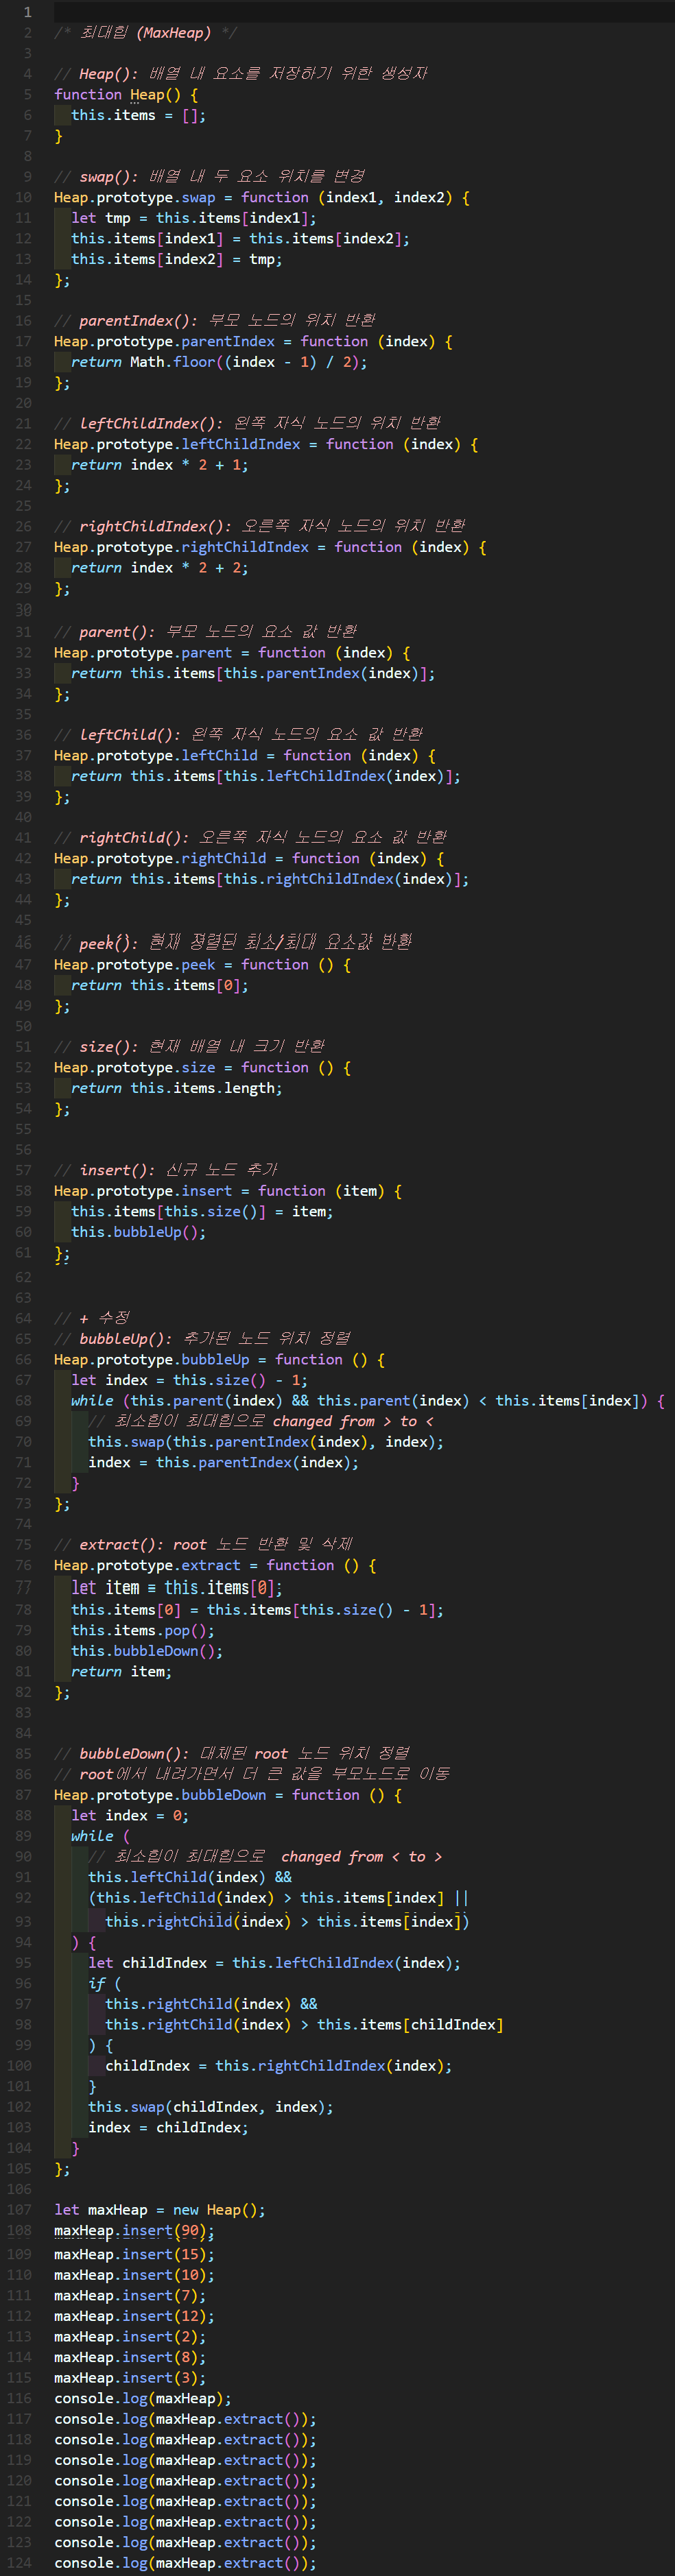 1
2 /* 최대힙 (MaxHeap) */
3
4 // Heap(): 배열 내 요소를 저장하기 위한 생성자
5 function Heap() {
6   this.items = [];
7 }
8
9 // swap(): 배열 내 두 요소 위치를 변경
10 Heap.prototype.swap = function (index1, index2) {
11   let tmp = this.items[index1];
12   this.items[index1] = this.items[index2];
13   this.items[index2] = tmp;
14 };
15
16 // parentIndex(): 부모 노드의 위치 반환
17 Heap.prototype.parentIndex = function (index) {
18   return Math.floor((index - 1) / 2);
19 };
20
21 // leftChildIndex(): 왼쪽 자식 노드의 위치 반환
22 Heap.prototype.leftChildIndex = function (index) {
23   return index * 2 + 1;
24 };
25
26 // rightChildIndex(): 오른쪽 자식 노드의 위치 반환
27 Heap.prototype.rightChildIndex = function (index) {
28   return index * 2 + 2;
29 };
30
31 // parent(): 부모 노드의 요소 값 반환
32 Heap.prototype.parent = function (index) {
33   return this.items[this.parentIndex(index)];
34 };
35
36 // leftChild(): 왼쪽 자식 노드의 요소 값 반환
37 Heap.prototype.leftChild = function (index) {
38   return this.items[this.leftChildIndex(index)];
39 };
40
41 // rightChild(): 오른쪽 자식 노드의 요소 값 반환
42 Heap.prototype.rightChild = function (index) {
43   return this.items[this.rightChildIndex(index)];
44 };
45
46 // peek(): 현재 정렬된 최소/최대 요소값 반환
47 Heap.prototype.peek = function () {
48   return this.items[0];
49 };
50
51 // size(): 현재 배열 내 크기 반환
52 Heap.prototype.size = function () {
53   return this.items.length;
54 };
55
56
57 // insert(): 신규 노드 추가
58 Heap.prototype.insert = function (item) {
59   this.items[this.size()] = item;
60   this.bubbleUp();
61 };
62
63
64 // + 수정
65 // bubbleUp(): 추가된 노드 위치 정렬
66 Heap.prototype.bubbleUp = function () {
67   let index = this.size() - 1;
68   while (this.parent(index) && this.parent(index) < this.items[index]) {
69     // 최소힙이 최대힙으로 changed from > to <
70     this.swap(this.parentIndex(index), index);
71     index = this.parentIndex(index);
72   }
73 };
74
75 // extract(): root 노드 반환 및 삭제
76 Heap.prototype.extract = function () {
77   let item = this.items[0];
78   this.items[0] = this.items[this.size() - 1];
79   this.items.pop();
80   this.bubbleDown();
81   return item;
82 };
83
84
85 // bubbleDown(): 대체된 root 노드 위치 정렬
86 // root에서 내려가면서 더 큰 값을 부모노드로 이동
87 Heap.prototype.bubbleDown = function () {
88   let index = 0;
89   while (
90     // 최소힙이 최대힙으로  changed from < to >
91     this.leftChild(index) &&
92     (this.leftChild(index) > this.items[index] ||
93       this.rightChild(index) > this.items[index])
94   ) {
95     let childIndex = this.leftChildIndex(index);
96     if (
97       this.rightChild(index) &&
98       this.rightChild(index) > this.items[childIndex]
99     ) {
100       childIndex = this.rightChildIndex(index);
101     }
102     this.swap(childIndex, index);
103     index = childIndex;
104   }
105 };
106
107 let maxHeap = new Heap();
108 maxHeap.insert(90);
109 maxHeap.insert(15);
110 maxHeap.insert(10);
111 maxHeap.insert(7);
112 maxHeap.insert(12);
113 maxHeap.insert(2);
114 maxHeap.insert(8);
115 maxHeap.insert(3);
116 console.log(maxHeap);
117 console.log(maxHeap.extract());
118 console.log(maxHeap.extract());
119 console.log(maxHeap.extract());
120 console.log(maxHeap.extract());
121 console.log(maxHeap.extract());
122 console.log(maxHeap.extract());
123 console.log(maxHeap.extract());
124 console.log(maxHeap.extract());